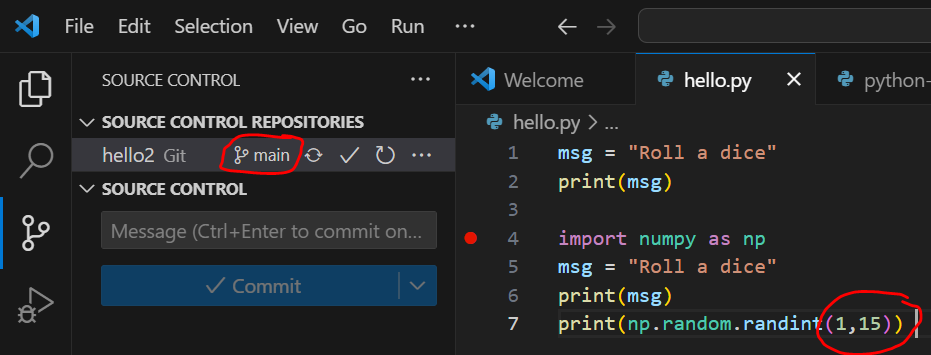 File Edit Selection View Go Run ···
SOURCE CONTROL ···
Welcome hello.py python-
SOURCE CONTROL REPOSITORIES
hello.py > ...
hello2 Git main ···
SOURCE CONTROL
Message (Ctrl+Enter to commit on...
Commit
1 msg = "Roll a dice"
2 print(msg)
3
4 import numpy as np
5 msg = "Roll a dice"
6 print(msg)
7 print(np.random.randint(1,15))